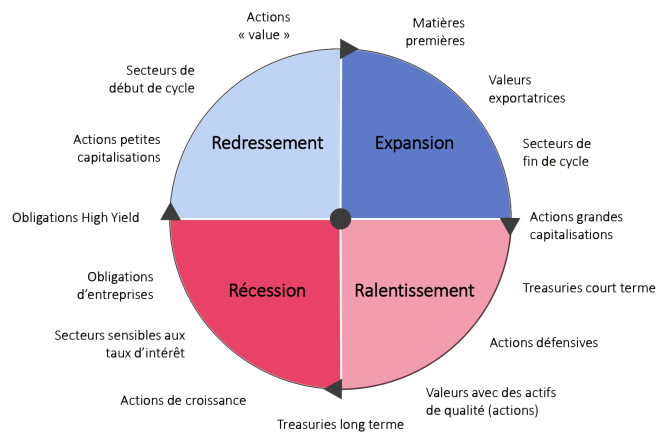 Actions
« value »
Matières
premières
Secteurs de
début de cycle
Valeurs
exportatrices
Actions petites
capitalisations
Redressement
Expansion
Secteurs de
fin de cycle
Obligations High Yield
Actions grandes
capitalisations
Obligations
d’entreprises
Récession
Ralentissement
Treasuries court terme
Secteurs sensibles aux
taux d’intérêt
Actions défensives
Actions de croissance
Valeurs avec des actifs
de qualité (actions)
Treasuries long terme